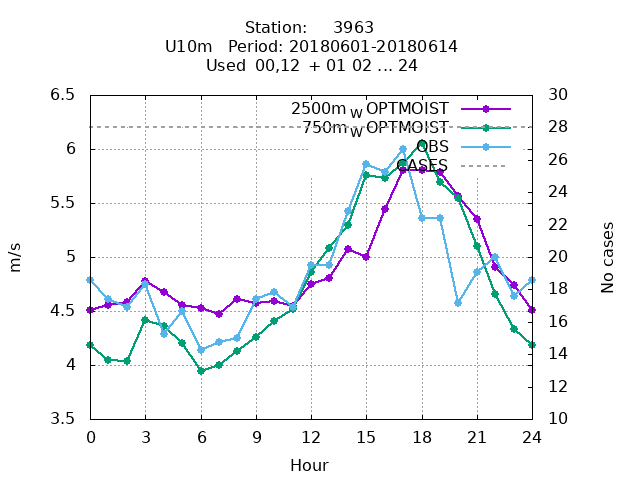 Station: 3963
U10m Period: 20180601-20180614
Used 00,12 + 01 02 ... 24
6.5 30
2500m W OPTMOIST
750m W OPTMOIST 28
6 OBS
CASES 26
24
5.5
22
5 20
18
4.5
16
14
4
12
3.5 10
0 3 6 9 12 15 18 21 24
m/s
No cases
Hour